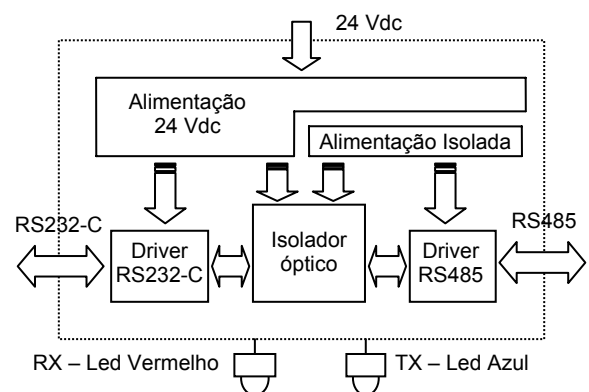 24 Vdc
Alimentação
24 Vdc
Alimentação Isolada
RS232-C
RS485
Driver
RS232-C
Isolador
óptico
Driver
RS485
RX – Led Vermelho
TX – Led Azul